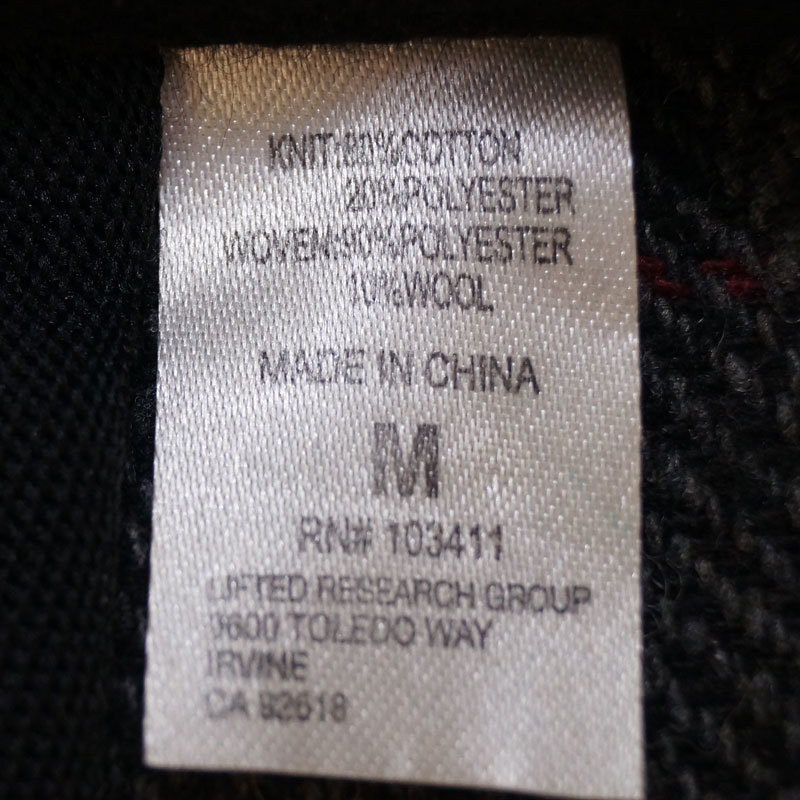 KNIT:80%COTTON
20%POLYESTER
WOVEN:90%POLYESTER
10%WOOL
MADE IN CHINA
M
RN# 103411
LIFTED RESEARCH GROUP
9600 TOLEDO WAY
IRVINE
CA 92618